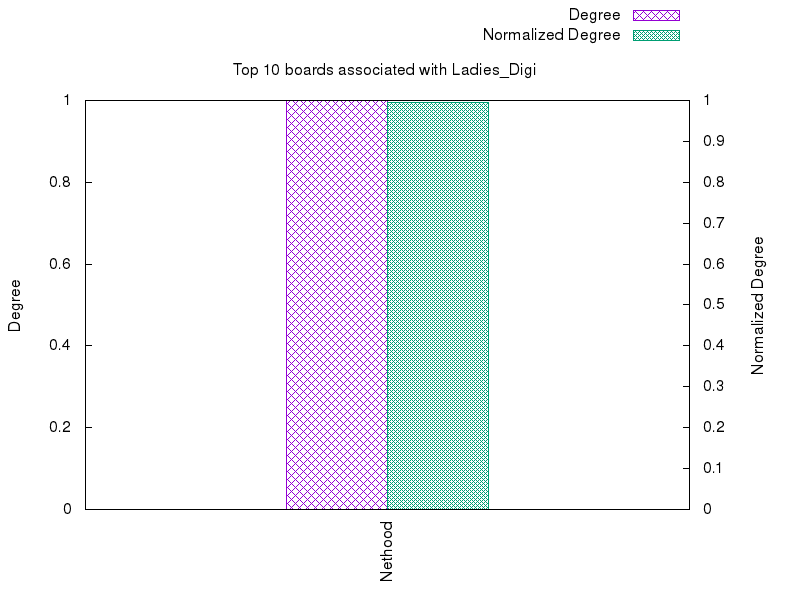 Degree
Normalized Degree
Top 10 boards associated with Ladies_Digi
1
0.8
0.6
0.4
0.2
0
Degree
1
0.9
0.8
0.7
0.6
0.5
0.4
0.3
0.2
0.1
0
Normalized Degree
Nethood